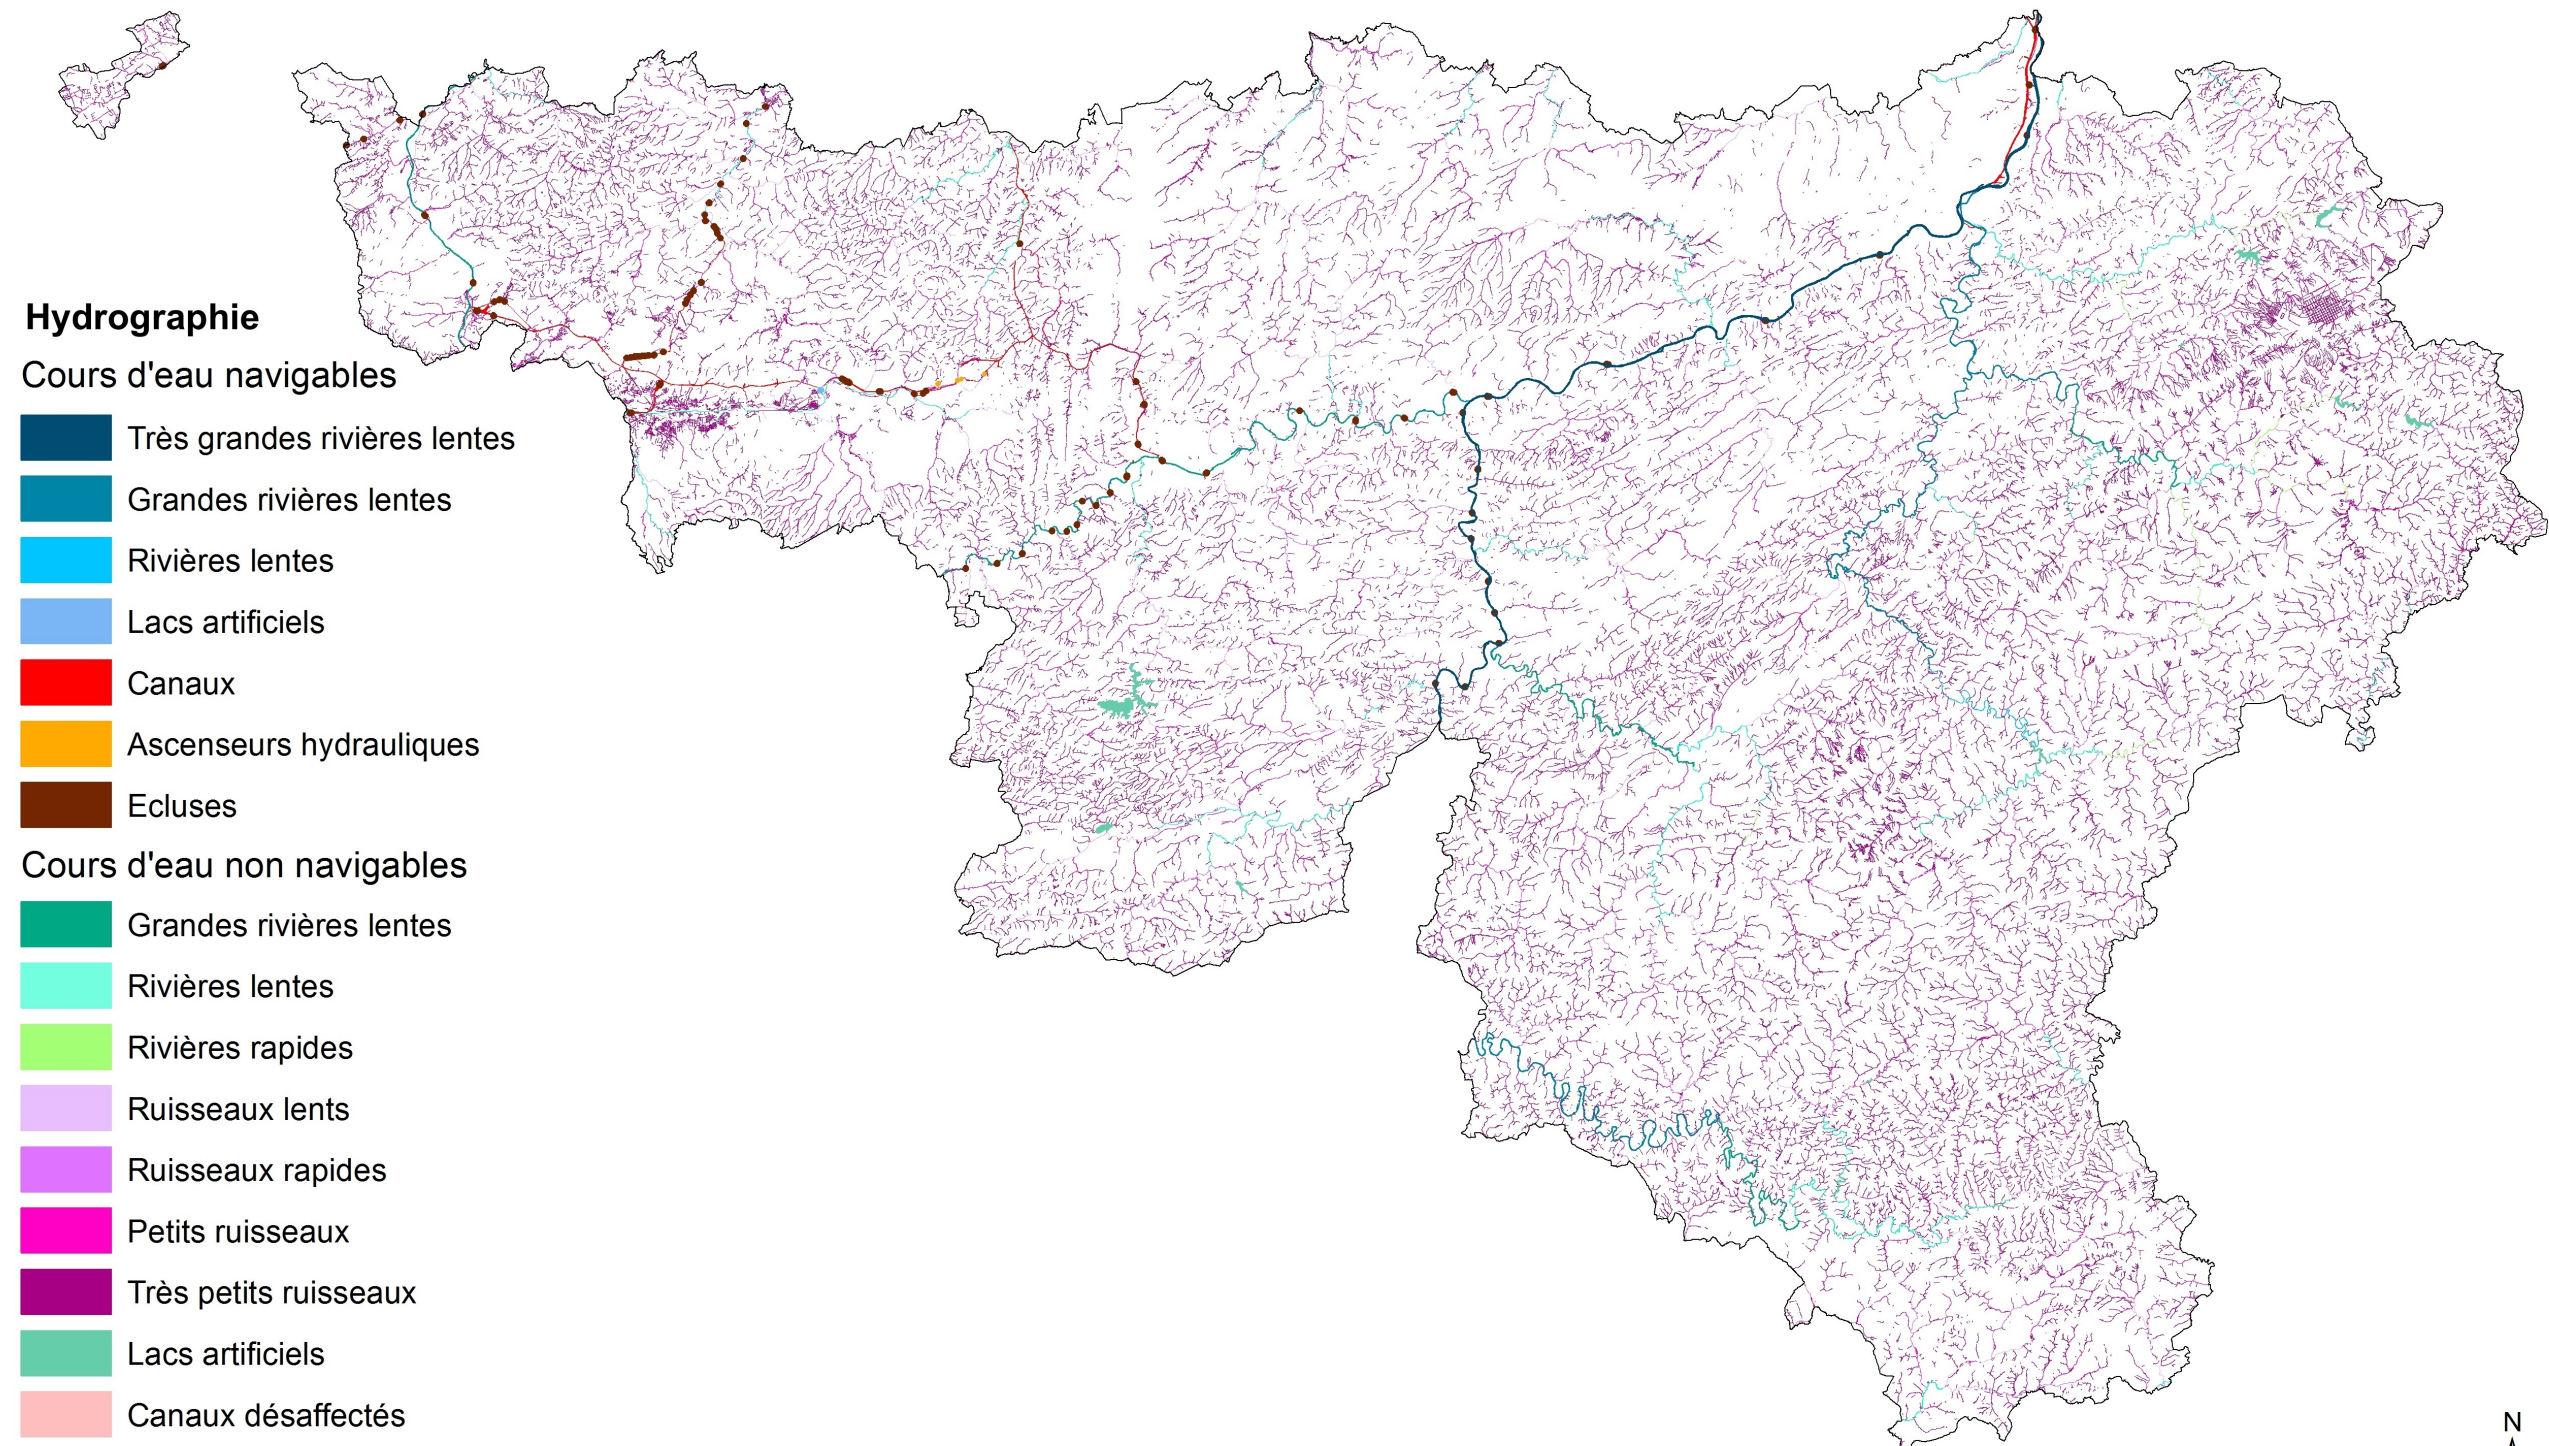 Hydrographie
Cours d'eau navigables
Très grandes rivières lentes
Grandes rivières lentes
Rivières lentes
Lacs artificiels
Canaux
Ascenseurs hydrauliques
Ecluses
Cours d'eau non navigables
Grandes rivières lentes
Rivières lentes
Rivières rapides
Ruisseaux lents
Ruisseaux rapides
Petits ruisseaux
Très petits ruisseaux
Lacs artificiels
Canaux désaffectés
N